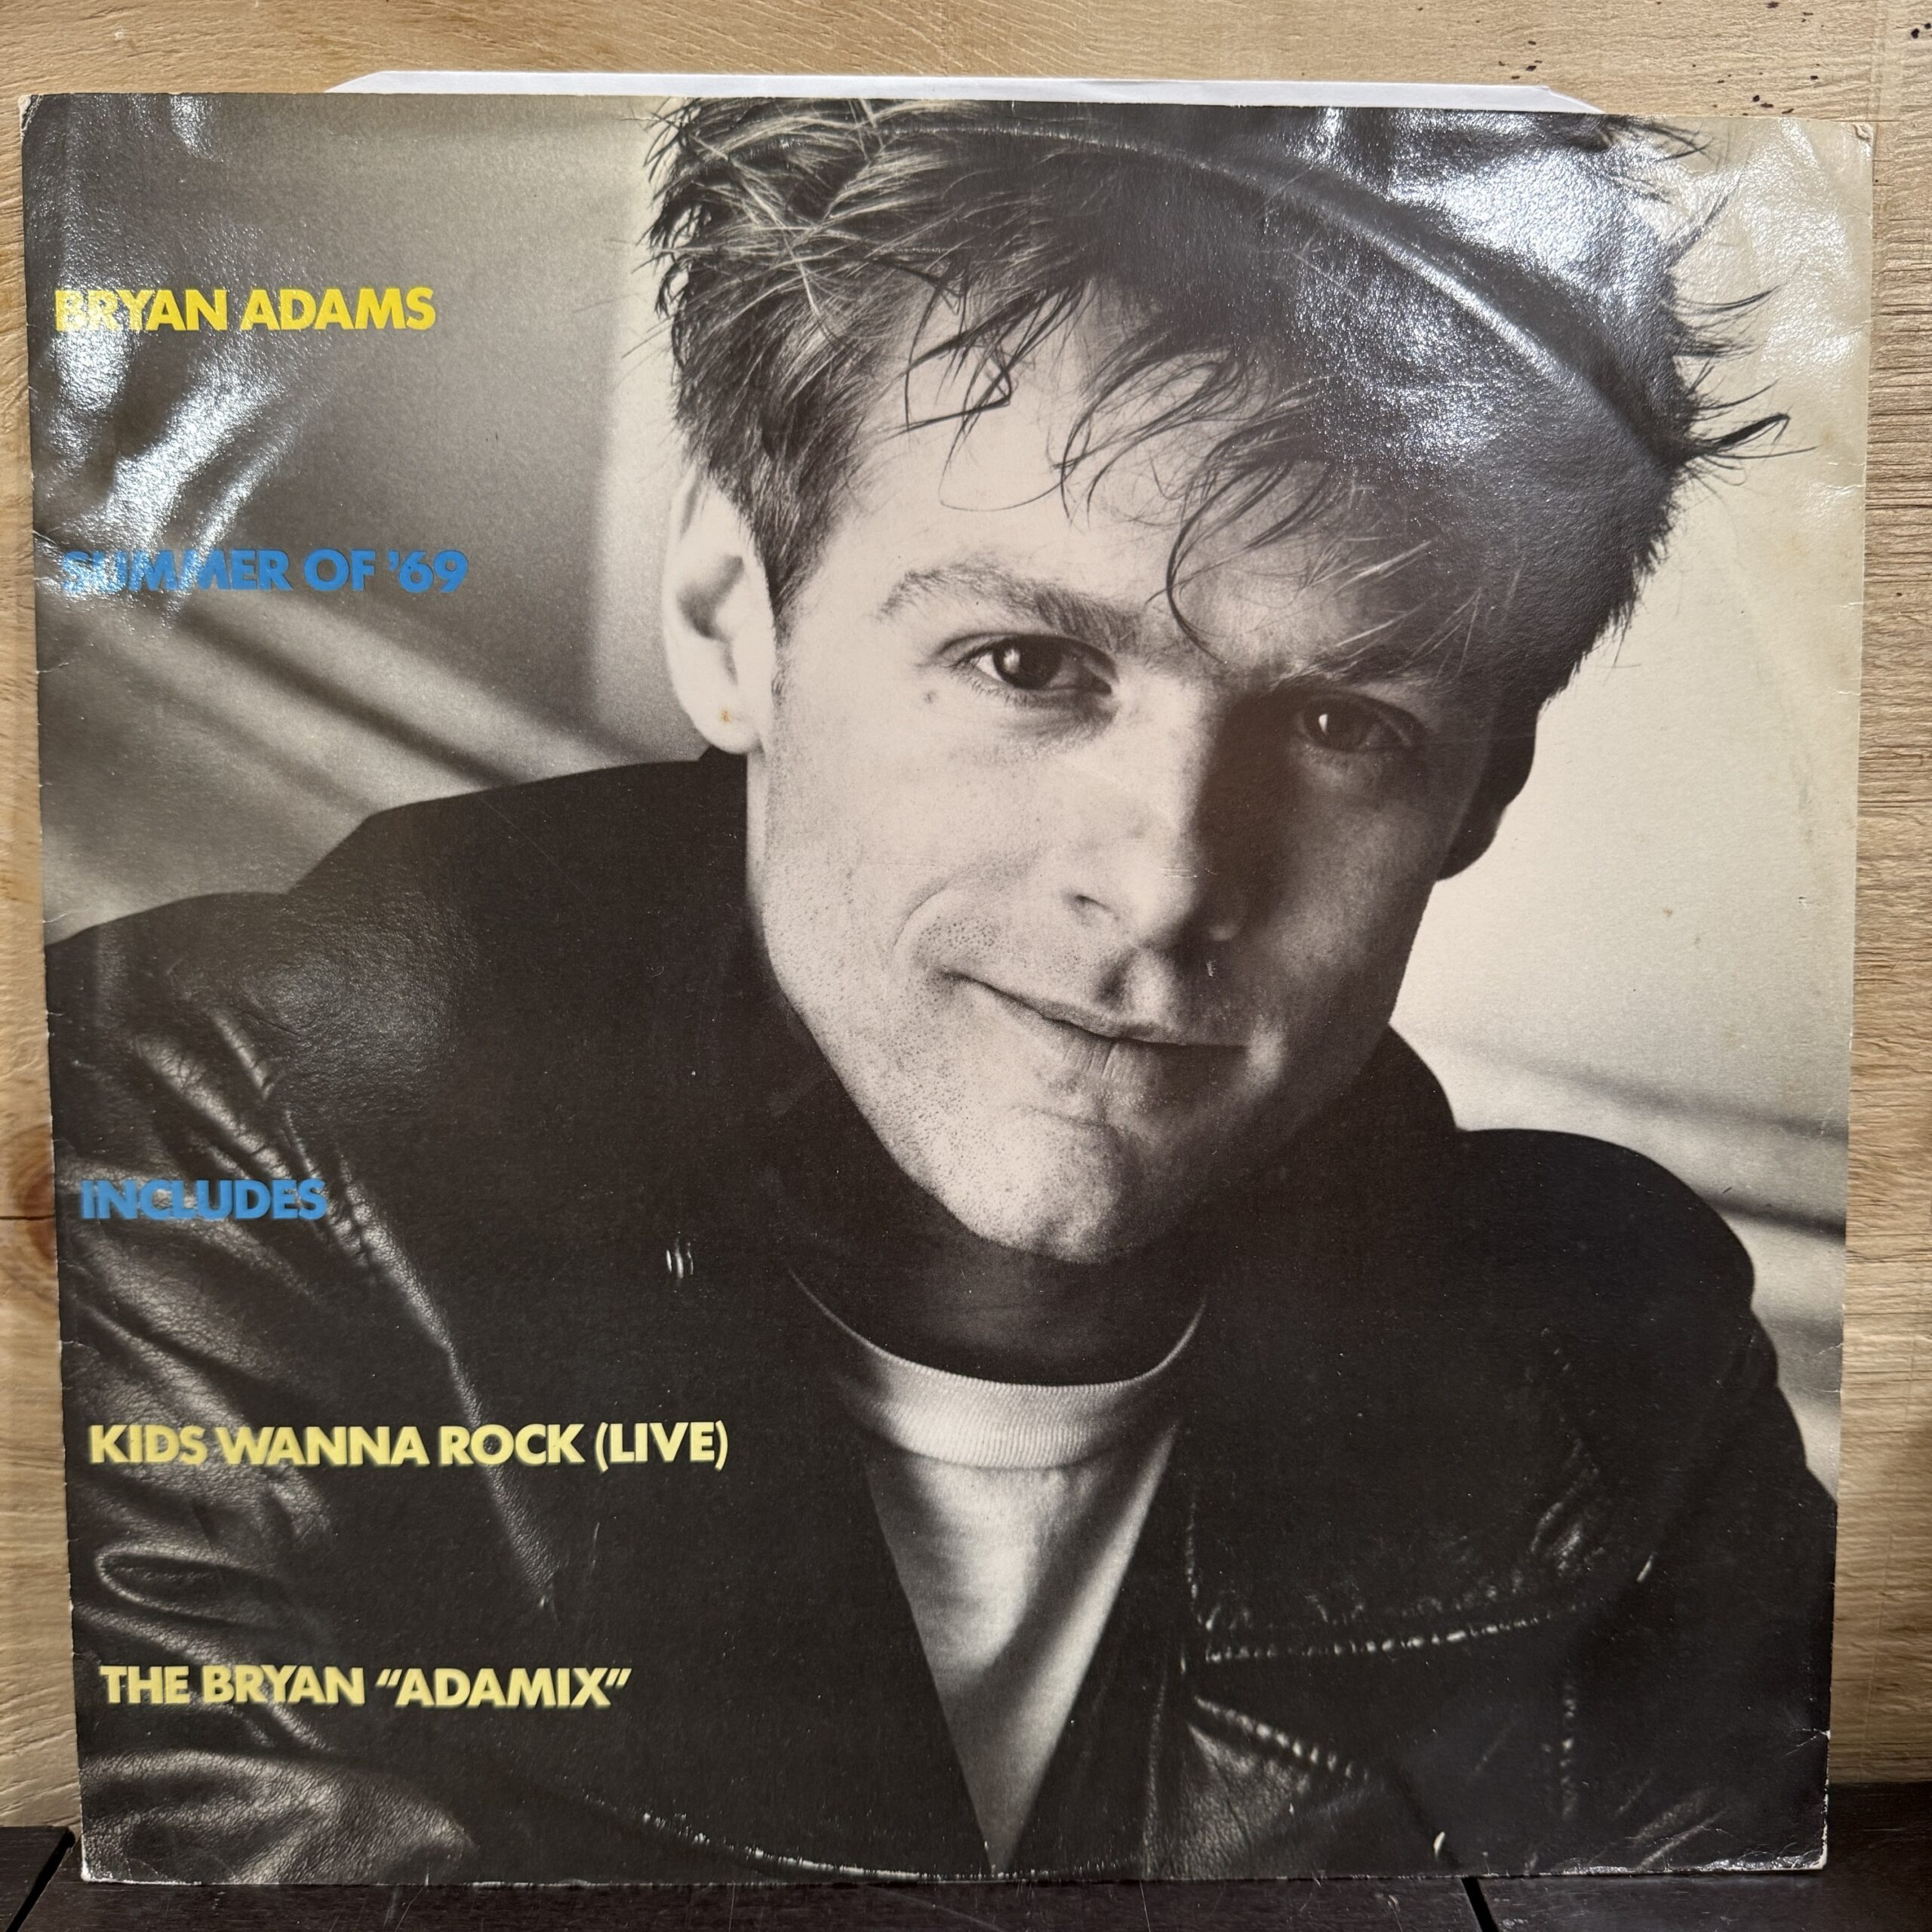 BRYAN ADAMS
SUMMER OF '69
INCLUDES
KIDS WANNA ROCK (LIVE)
THE BRYAN “ADAMIX”